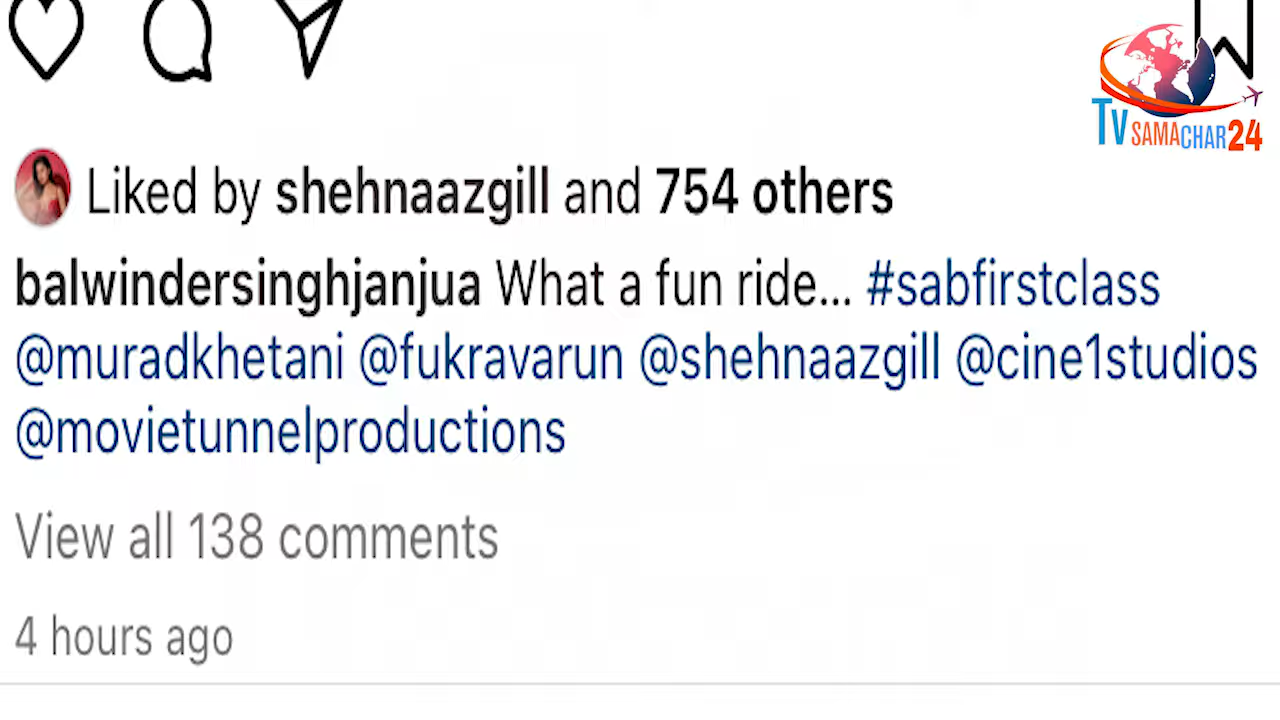 TV SAMACHAR24
Liked by shehnaazgill and 754 others
balwindersinghjanjua What a fun ride... #sabfirstclass
@muradkhetani @fukravarun @shehnaazgill @cine1studios
@movietunnelproductions
View all 138 comments
4 hours ago